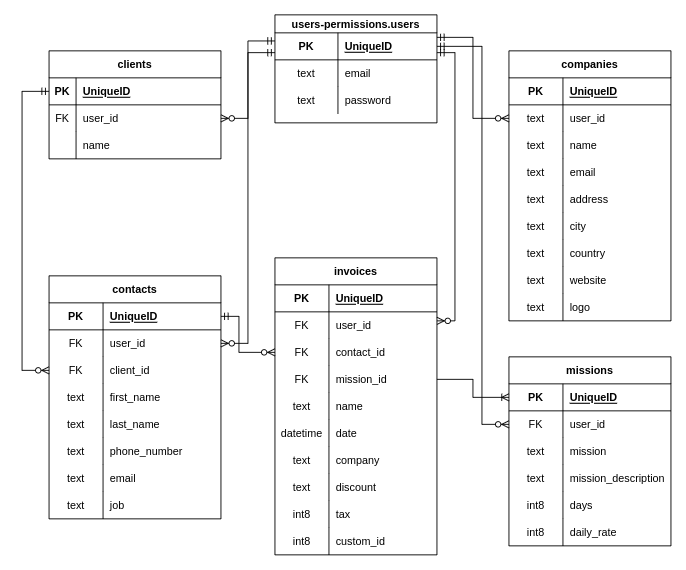 users-permissions.users
PK UniqueID
text email
text password
clients
PK UniqueID
FK user_id
name
companies
PK UniqueID
text user_id
text name
text email
text address
text city
text country
text website
text logo
contacts
PK UniqueID
FK user_id
FK client_id
text first_name
text last_name
text phone_number
text email
text job
invoices
PK UniqueID
FK user_id
FK contact_id
FK mission_id
text name
datetime date
text company
text discount
int8 tax
int8 custom_id
missions
PK UniqueID
FK user_id
text mission
text mission_description
int8 days
int8 daily_rate